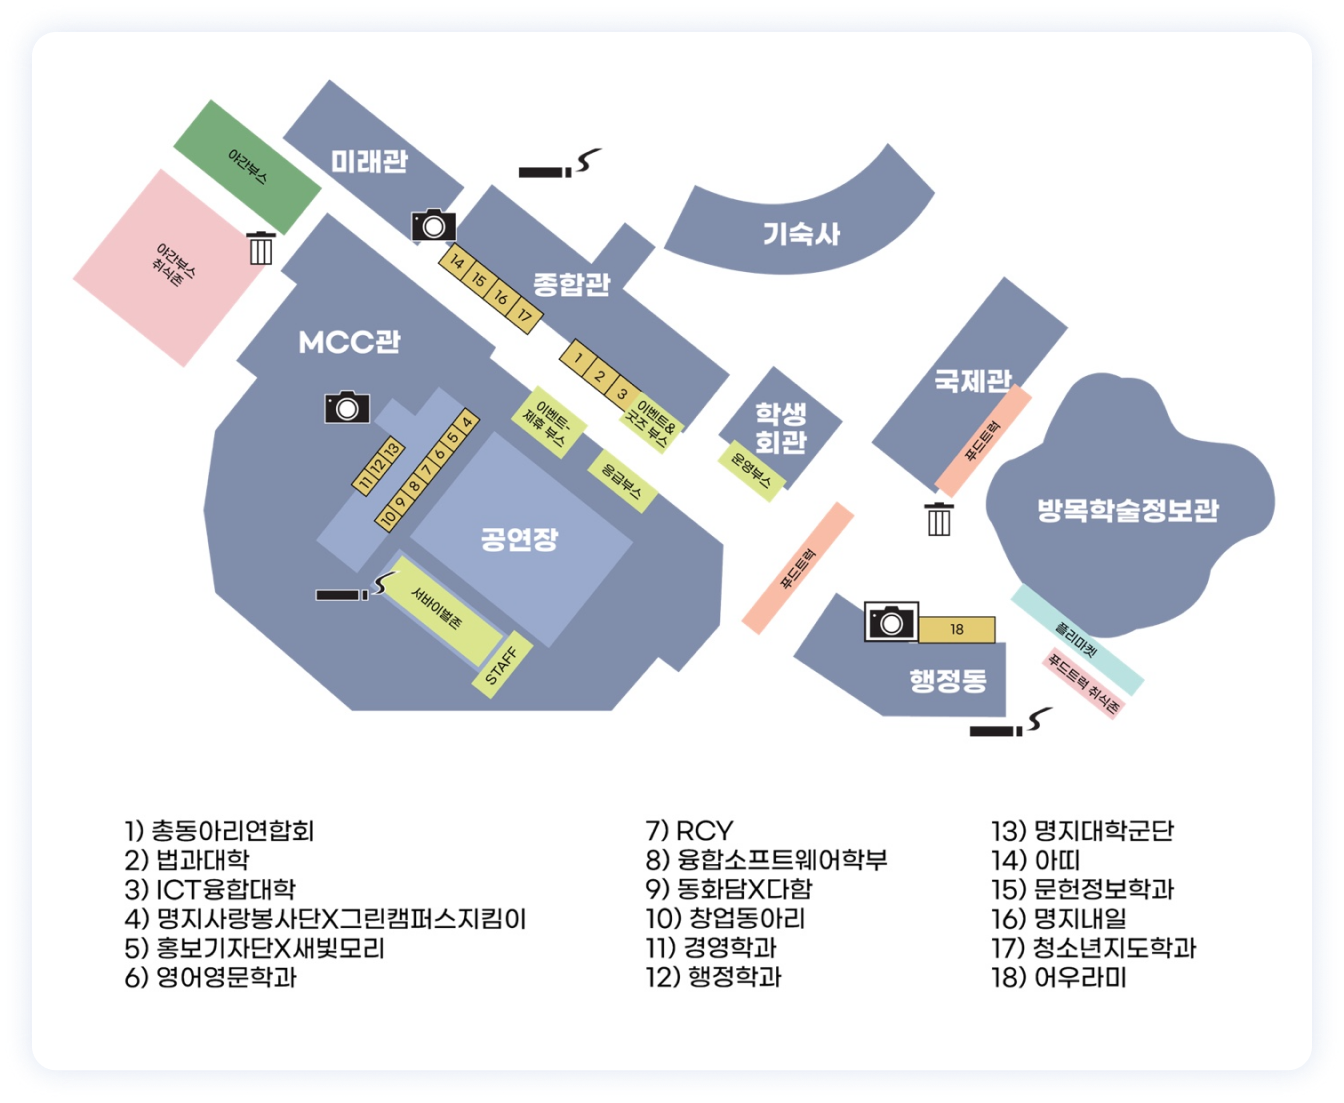 야간부스
미래관
야간부스
취식존
기숙사
14
15
16
17
종합관
MCC관
1
2
3
이벤트&
굿즈 부스
이벤트-
제휴 부스
응급부스
학생
회관
운영부스
국제관
푸드트럭
방목학술정보관
13
12
11
4
5
6
7
8
9
10
공연장
서바이벌존
STAFF
푸드트럭
18
행정동
플리마켓
푸드트럭 취식존
1) 총동아리연합회
2) 법과대학
3) ICT융합대학
4) 명지사랑봉사단X그린캠퍼스지킴이
5) 홍보기자단X새빛모리
6) 영어영문학과
7) RCY
8) 융합소프트웨어학부
9) 동화담X다함
10) 창업동아리
11) 경영학과
12) 행정학과
13) 명지대학군단
14) 아띠
15) 문헌정보학과
16) 명지내일
17) 청소년지도학과
18) 어우라미